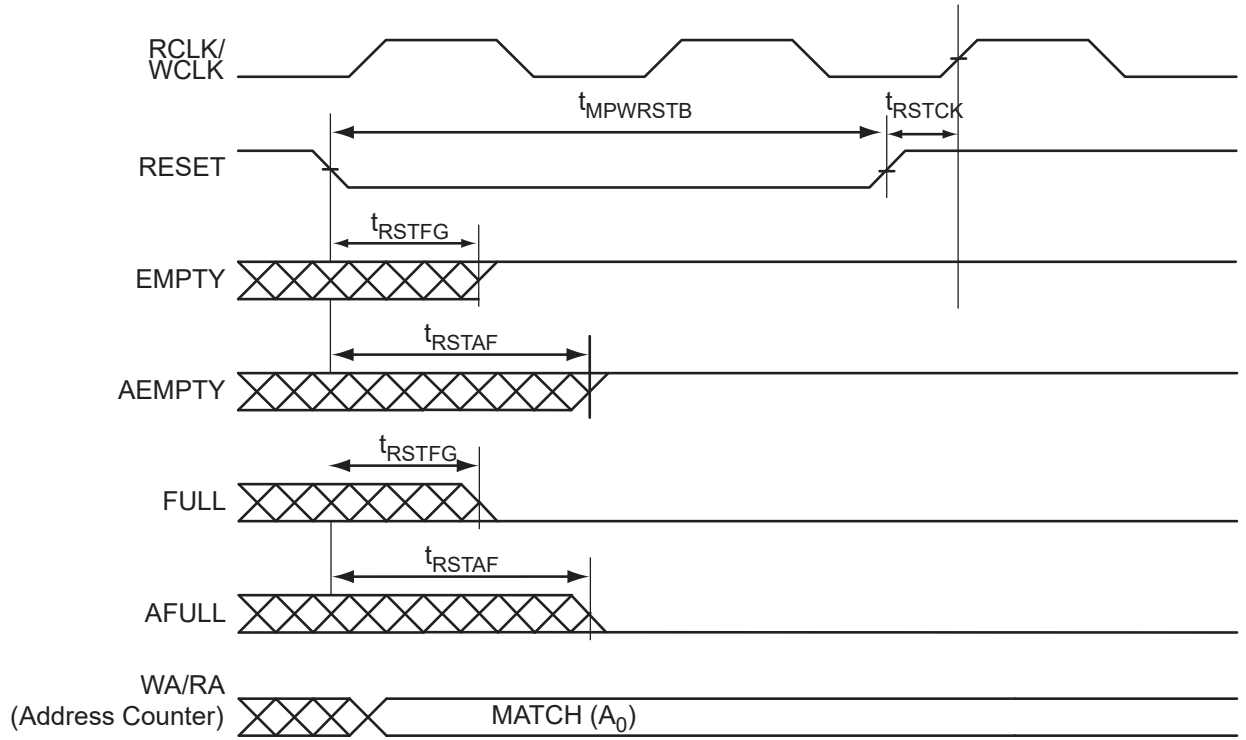 RCLK/
WCLK
tMPWRSTB
tRSTCK
RESET
tRSTFG
EMPTY
tRSTAF
AEMPTY
tRSTFG
FULL
tRSTAF
AFULL
WA/RA
(Address Counter)
MATCH (A0)